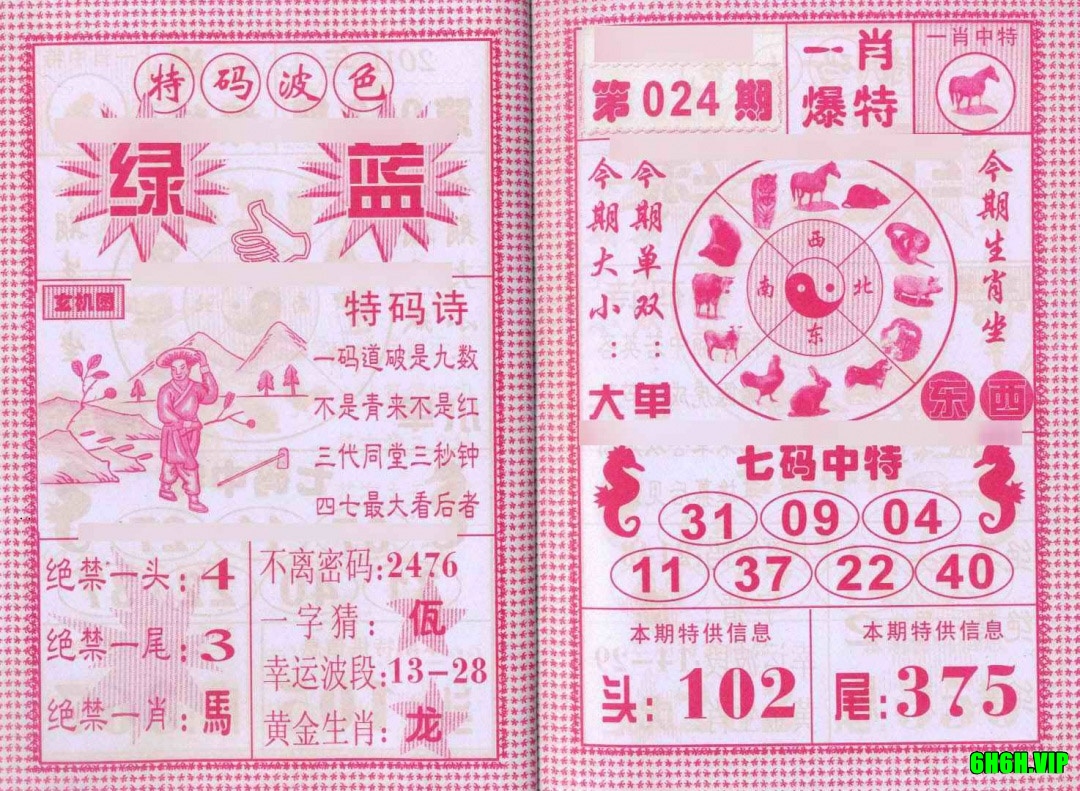 特码波色
绿 蓝
玄机图
特码诗
一码道破是九数
不是青来不是红
三代同堂三秒钟
四七最大看后者
绝禁一头:4
绝禁一尾:3
绝禁一肖:馬
不离密码:2476
一字猜:佤
幸运波段:13-28
黄金生肖:龙
第024期
一肖
爆特
一肖中特
今期大小:大
今期单双:单
西
南
北
东
今期生肖坐
东西
七码中特
31 09 04
11 37 22 40
本期特供信息
头:102
本期特供信息
尾:375
6H6H.VIP